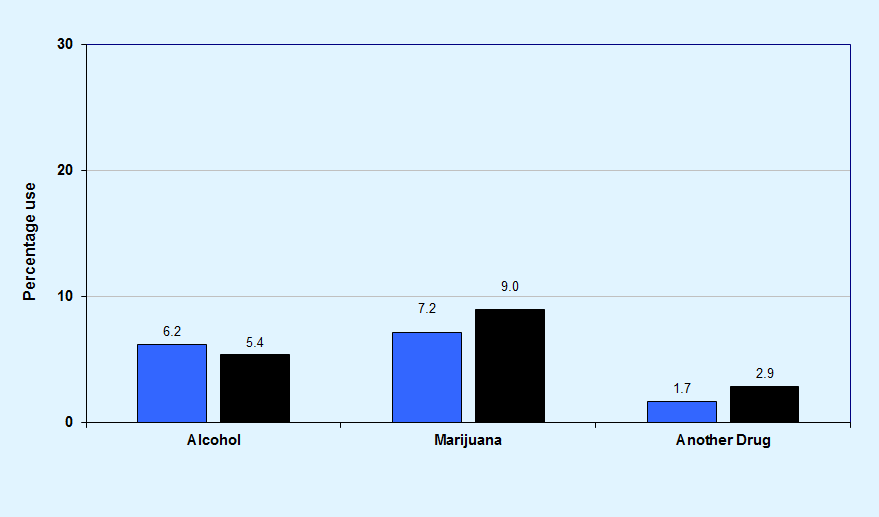 30
20
10
0
Percentage use
6.2
5.4
7.2
9.0
1.7
2.9
Alcohol
Marijuana
Another Drug